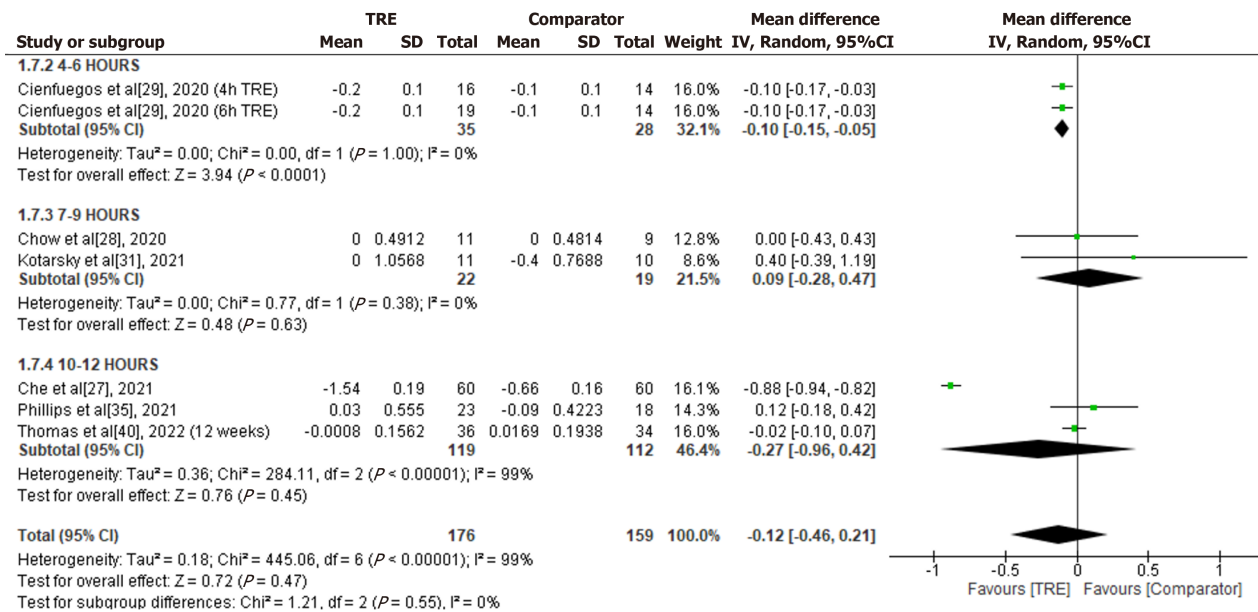 TRE Comparator Mean difference Mean difference
Study or subgroup Mean SD Total Mean SD Total Weight IV, Random, 95%CI IV, Random, 95%CI
1.7.2 4-6 HOURS
Cienfuegos et al[29], 2020 (4h TRE) -0.2 0.1 16 -0.1 0.1 14 16.0% -0.10 [-0.17, -0.03]
Cienfuegos et al[29], 2020 (6h TRE) -0.2 0.1 19 -0.1 0.1 14 16.0% -0.10 [-0.17, -0.03]
Subtotal (95% CI) 35 28 32.1% -0.10 [-0.15, -0.05]
Heterogeneity: Tau² = 0.00; Chi² = 0.00, df = 1 (P = 1.00); I² = 0%
Test for overall effect: Z = 3.94 (P < 0.0001)
1.7.3 7-9 HOURS
Chow et al[28], 2020 0 0.4912 11 0 0.4814 9 12.8% 0.00 [-0.43, 0.43]
Kotarsky et al[31], 2021 0 1.0568 11 -0.4 0.7688 10 8.6% 0.40 [-0.39, 1.19]
Subtotal (95% CI) 22 19 21.5% 0.09 [-0.28, 0.47]
Heterogeneity: Tau² = 0.00; Chi² = 0.77, df = 1 (P = 0.38); I² = 0%
Test for overall effect: Z = 0.48 (P = 0.63)
1.7.4 10-12 HOURS
Che et al[27], 2021 -1.54 0.19 60 -0.66 0.16 60 16.1% -0.88 [-0.94, -0.82]
Phillips et al[35], 2021 0.03 0.555 23 -0.09 0.4223 18 14.3% 0.12 [-0.18, 0.42]
Thomas et al[40], 2022 (12 weeks) -0.0008 0.1562 36 0.0169 0.1938 34 16.0% -0.02 [-0.10, 0.07]
Subtotal (95% CI) 119 112 46.4% -0.27 [-0.96, 0.42]
Heterogeneity: Tau² = 0.36; Chi² = 284.11, df = 2 (P < 0.00001); I² = 99%
Test for overall effect: Z = 0.76 (P = 0.45)
Total (95% CI) 176 159 100.0% -0.12 [-0.46, 0.21]
Heterogeneity: Tau² = 0.18; Chi² = 445.06, df = 6 (P < 0.00001); I² = 99%
Test for overall effect: Z = 0.72 (P = 0.47)
Test for subgroup differences: Chi² = 1.21, df = 2 (P = 0.55), I² = 0%
-1 -0.5 0 0.5 1
Favours [TRE] Favours [Comparator]